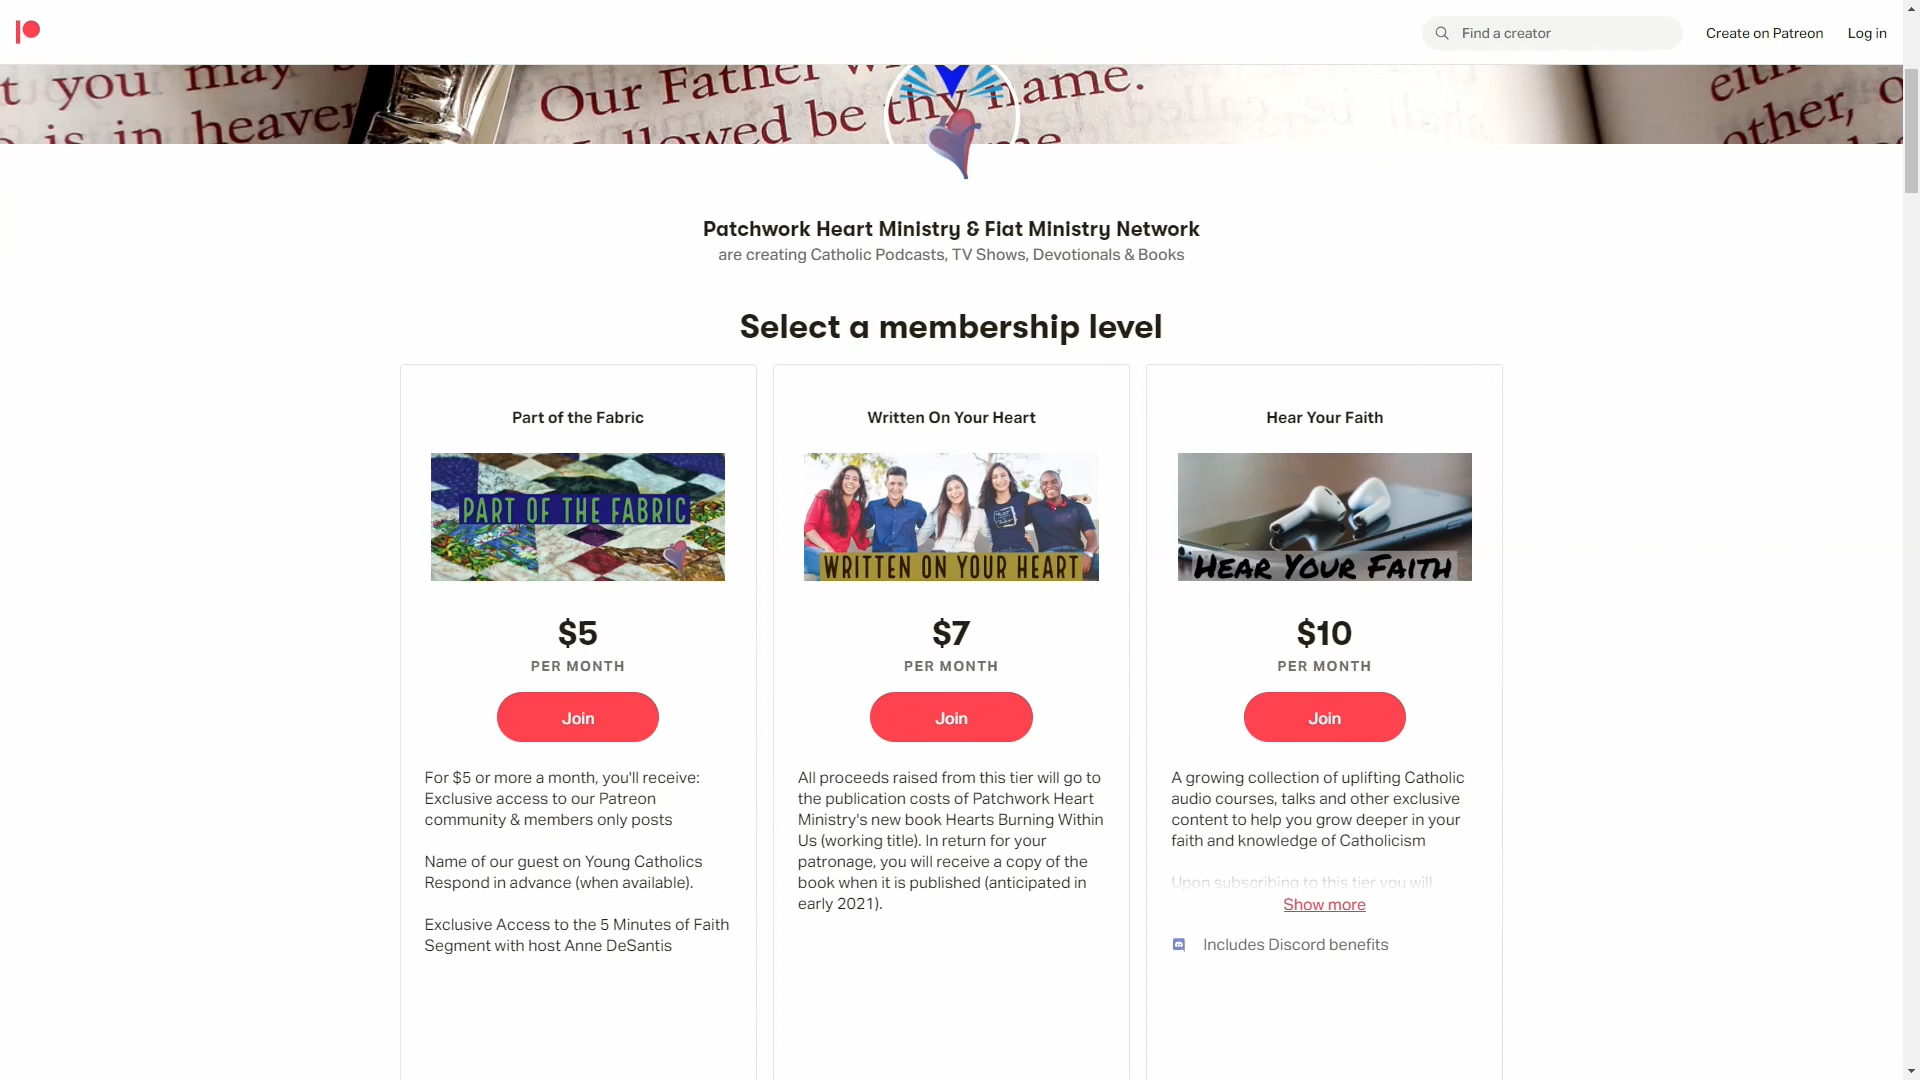 Find a creator
Create on Patreon
Log in
t you may
Our Father
is in heaven
be thy name.
other,
Patchwork Heart Ministry & Fiat Ministry Network
are creating Catholic Podcasts, TV Shows, Devotionals & Books
Select a membership level
Part of the Fabric
PART OF THE FABRIC
$5
PER MONTH
Join
For $5 or more a month, you'll receive:
Exclusive access to our Patreon
community & members only posts
Name of our guest on Young Catholics
Respond in advance (when available).
Exclusive Access to the 5 Minutes of Faith
Segment with host Anne DeSantis
Written On Your Heart
WRITTEN ON YOUR HEART
$7
PER MONTH
Join
All proceeds raised from this tier will go to
the publication costs of Patchwork Heart
Ministry's new book Hearts Burning Within
Us (working title). In return for your
patronage, you will receive a copy of the
book when it is published (anticipated in
early 2021).
Hear Your Faith
HEAR YOUR FAITH
$10
PER MONTH
Join
A growing collection of uplifting Catholic
audio courses, talks and other exclusive
content to help you grow deeper in your
faith and knowledge of Catholicism
Upon subscribing to this tier you will
Show more
Includes Discord benefits